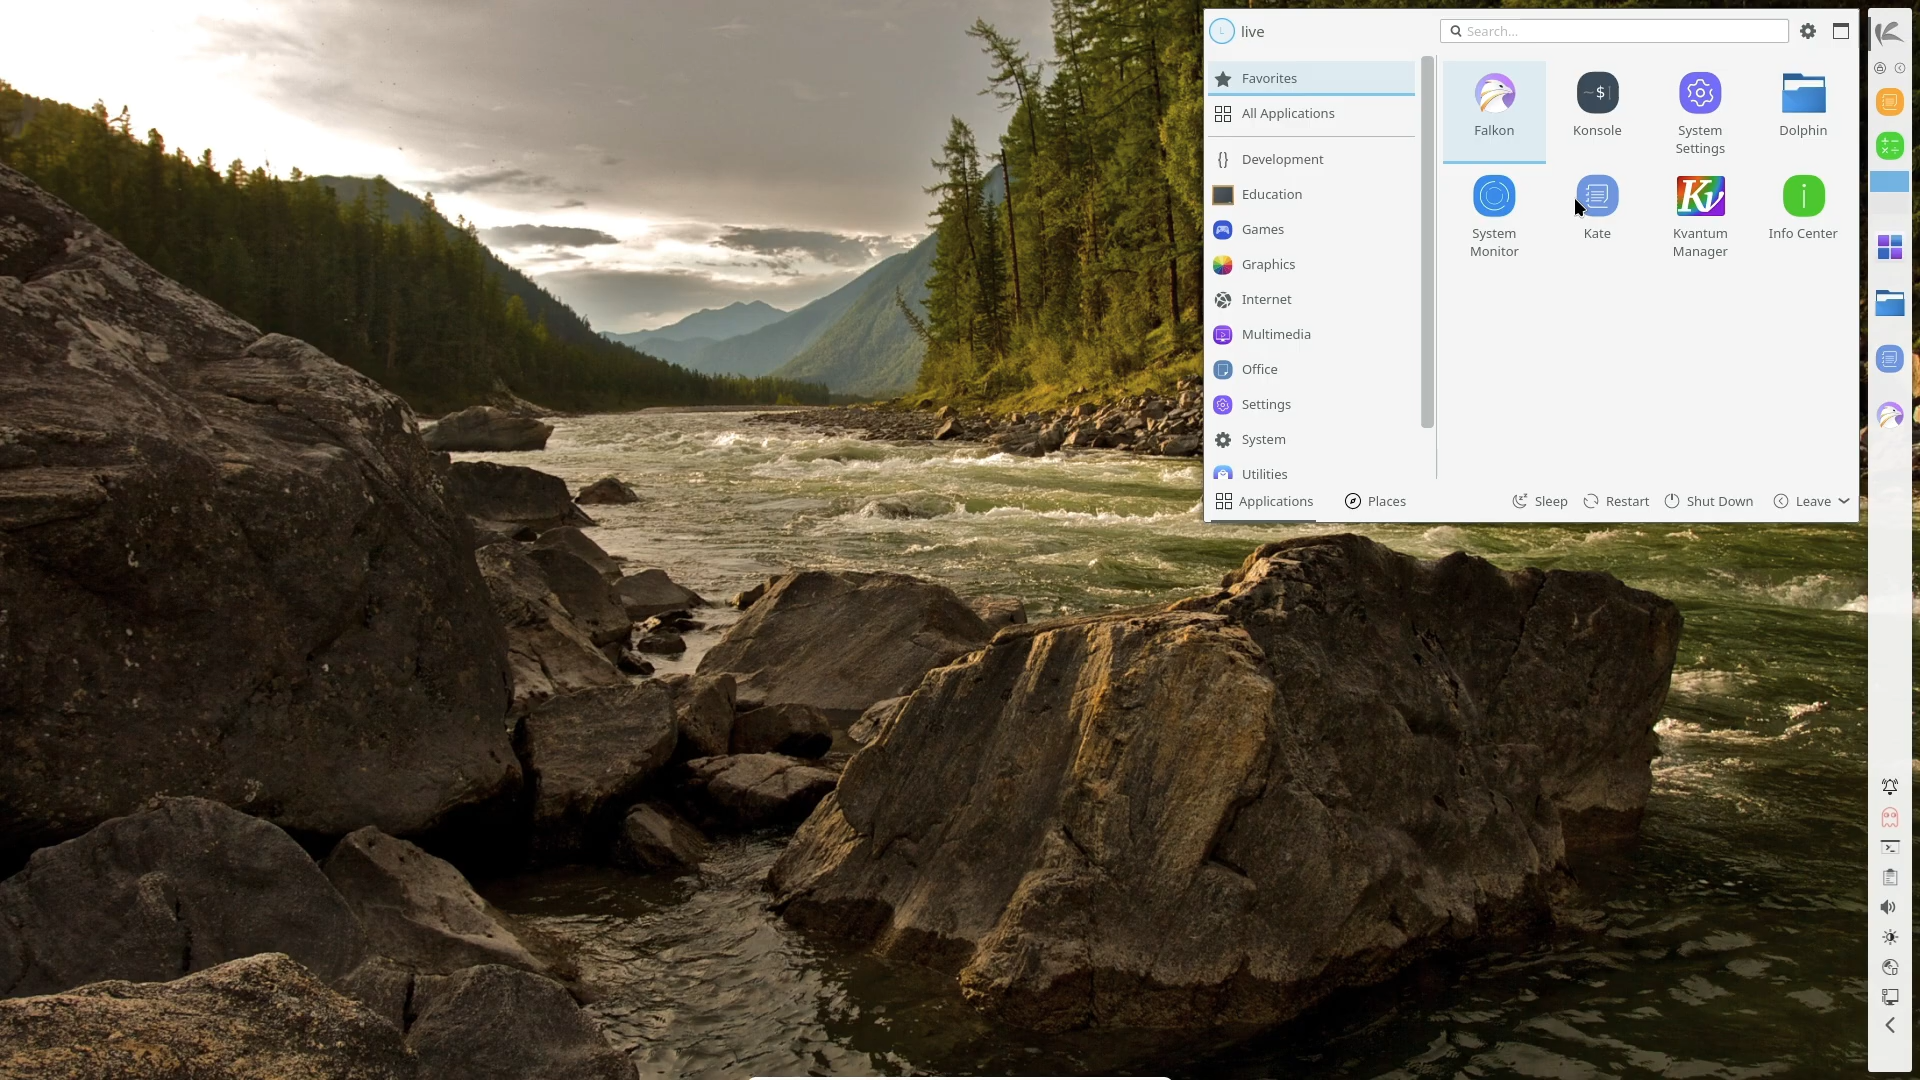 live
Search...
Favorites
All Applications
Development
Education
Games
Graphics
Internet
Multimedia
Office
Settings
System
Utilities
Falkon
Konsole
System
Settings
Dolphin
System
Monitor
Kate
Kvantum
Manager
Info Center
Applications
Places
Sleep
Restart
Shut Down
Leave